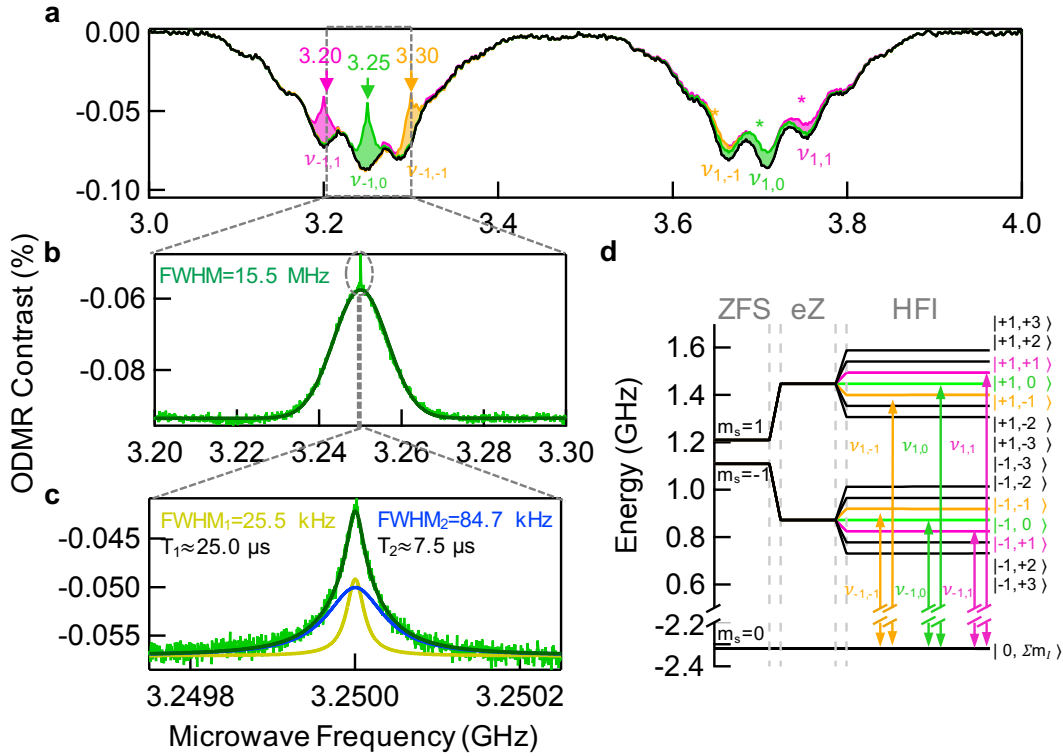 a
0.00
-0.05
-0.10
ODMR Contrast (%)
3.20
3.25
3.30
* * *
ν-1,1
ν-1,0
ν-1,-1
ν1,-1
ν1,0
ν1,1
3.0 3.2 3.4 3.6 3.8 4.0
b
FWHM=15.5 MHz
-0.06
-0.08
3.20 3.22 3.24 3.26 3.28 3.30
c
FWHM₁=25.5 kHz
T₁≈25.0 µs
FWHM₂=84.7 kHz
T₂≈7.5 µs
-0.045
-0.050
-0.055
3.2498 3.2500 3.2502
Microwave Frequency (GHz)
d
ZFS eZ HFI
Energy (GHz)
1.6
1.4
1.2
1.0
0.8
0.6
-2.2
-2.4
mₛ=1
mₛ=-1
mₛ=0
ν1,-1
ν1,0
ν1,1
ν-1,-1
ν-1,0
ν-1,1
|+1,+3 ⟩
|+1,+2 ⟩
|+1,+1 ⟩
|+1, 0 ⟩
|+1,-1 ⟩
|+1,-2 ⟩
|+1,-3 ⟩
|-1,-3 ⟩
|-1,-2 ⟩
|-1,-1 ⟩
|-1, 0 ⟩
|-1,+1 ⟩
|-1,+2 ⟩
|-1,+3 ⟩
| 0, Σmᵢ ⟩